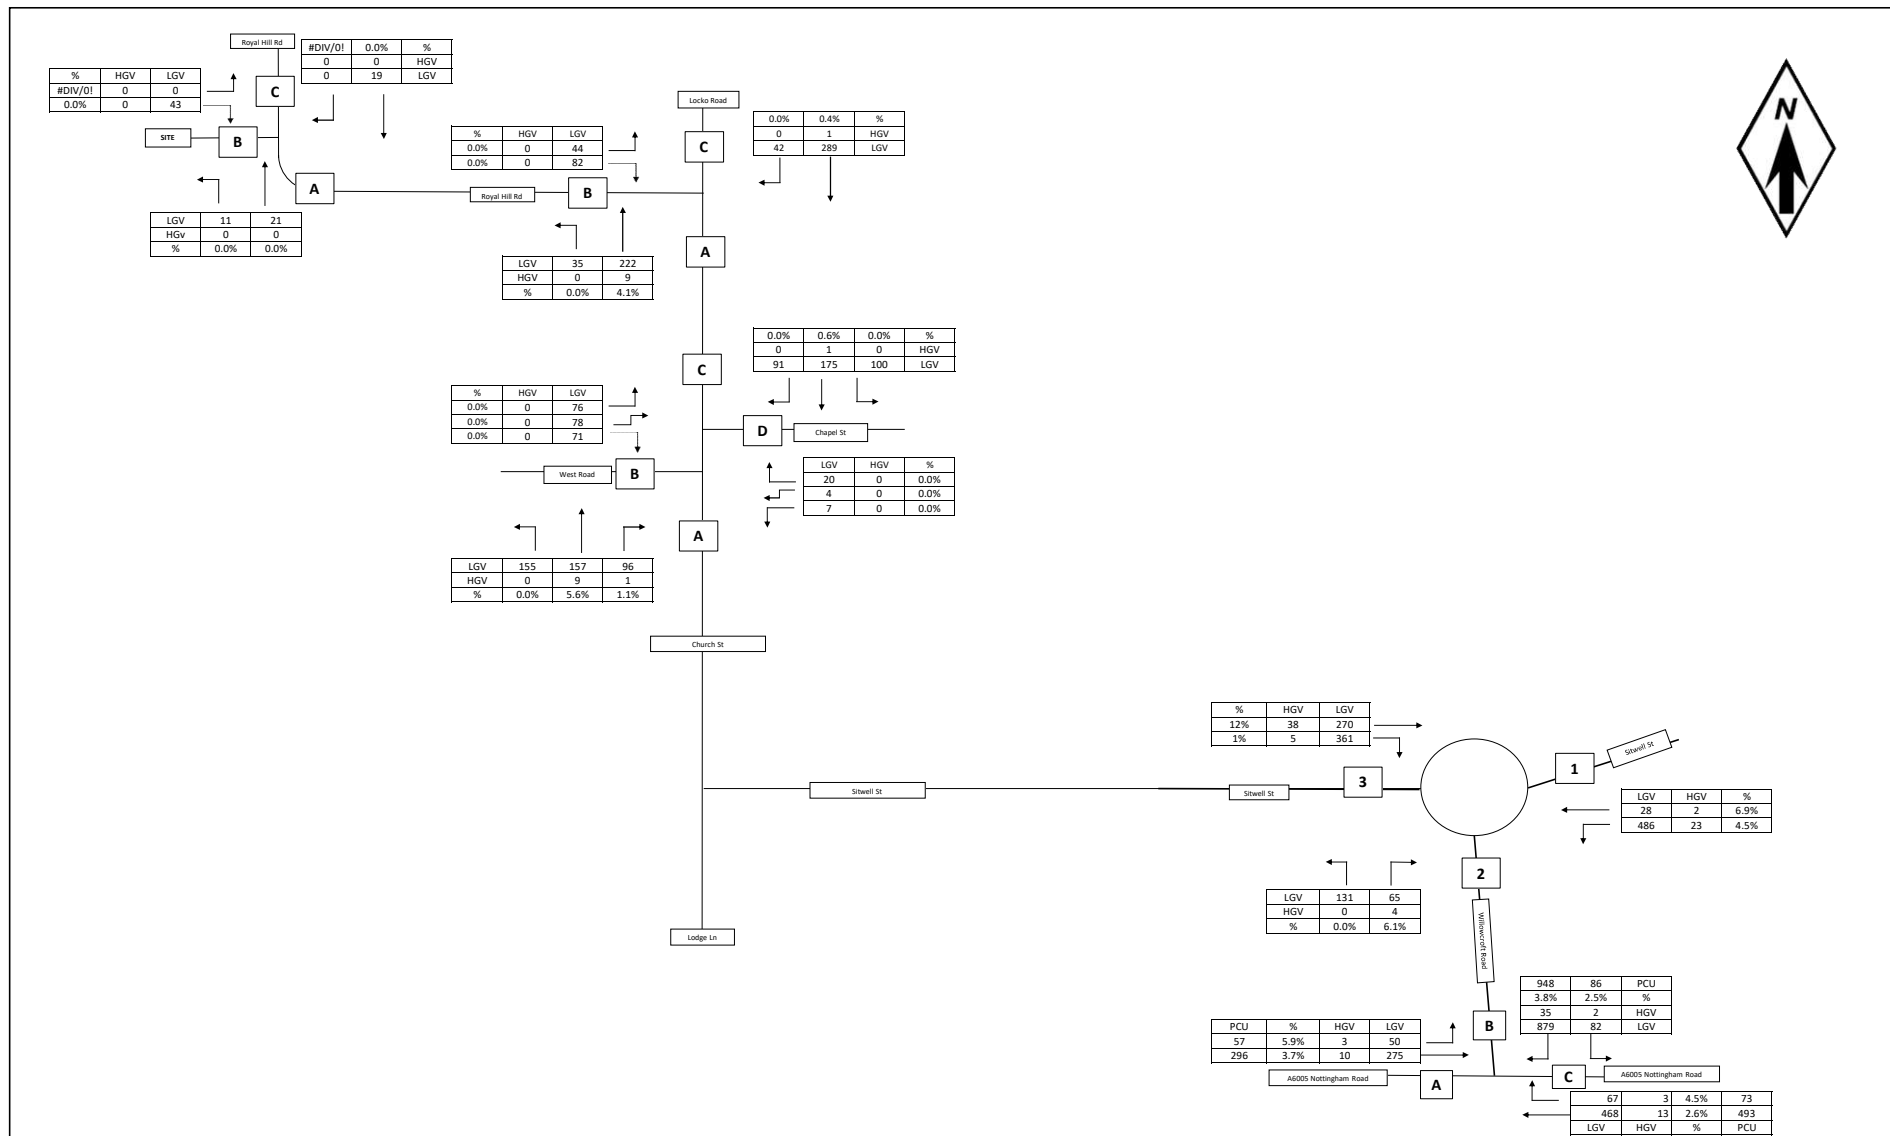 Royal Hill Rd
#DIV/0! 0.0% %
0 0 HGV
0 19 LGV
% HGV LGV
#DIV/0! 0 0
0.0% 0 43
C
SITE
B
A
LGV 11 21
HGv 0 0
% 0.0% 0.0%
Locko Road
0.0% 0.4% %
0 1 HGV
42 289 LGV
% HGV LGV
0.0% 0 44
0.0% 0 82
C
Royal Hill Rd
B
A
LGV 35 222
HGV 0 9
% 0.0% 4.1%
N
0.0% 0.6% 0.0% %
0 1 0 HGV
91 175 100 LGV
C
% HGV LGV
0.0% 0 76
0.0% 0 78
0.0% 0 71
D
Chapel St
West Road
B
LGV HGV %
20 0 0.0%
4 0 0.0%
7 0 0.0%
A
LGV 155 157 96
HGV 0 9 1
% 0.0% 5.6% 1.1%
Church St
% HGV LGV
12% 38 270
1% 5 361
Sitwell St
1
3
Sitwell St
Sitwell St
LGV HGV %
28 2 6.9%
486 23 4.5%
2
LGV 131 65
HGV 0 4
% 0.0% 6.1%
Willowcroft Road
Lodge Ln
948 86 PCU
3.8% 2.5% %
35 2 HGV
879 82 LGV
B
PCU % HGV LGV
57 5.9% 3 50
296 3.7% 10 275
A6005 Nottingham Road
A
C
A6005 Nottingham Road
67 3 4.5% 73
468 13 2.6% 493
LGV HGV % PCU